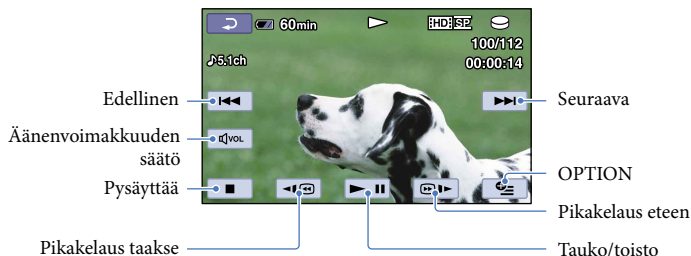 60min
HD SP
100/112
♪5.1ch
00:00:14
Edellinen
Seuraava
Äänenvoimakkuuden
säätö
VOL
Pysäyttää
OPTION
Pikakelaus eteen
Pikakelaus taakse
Tauko/toisto